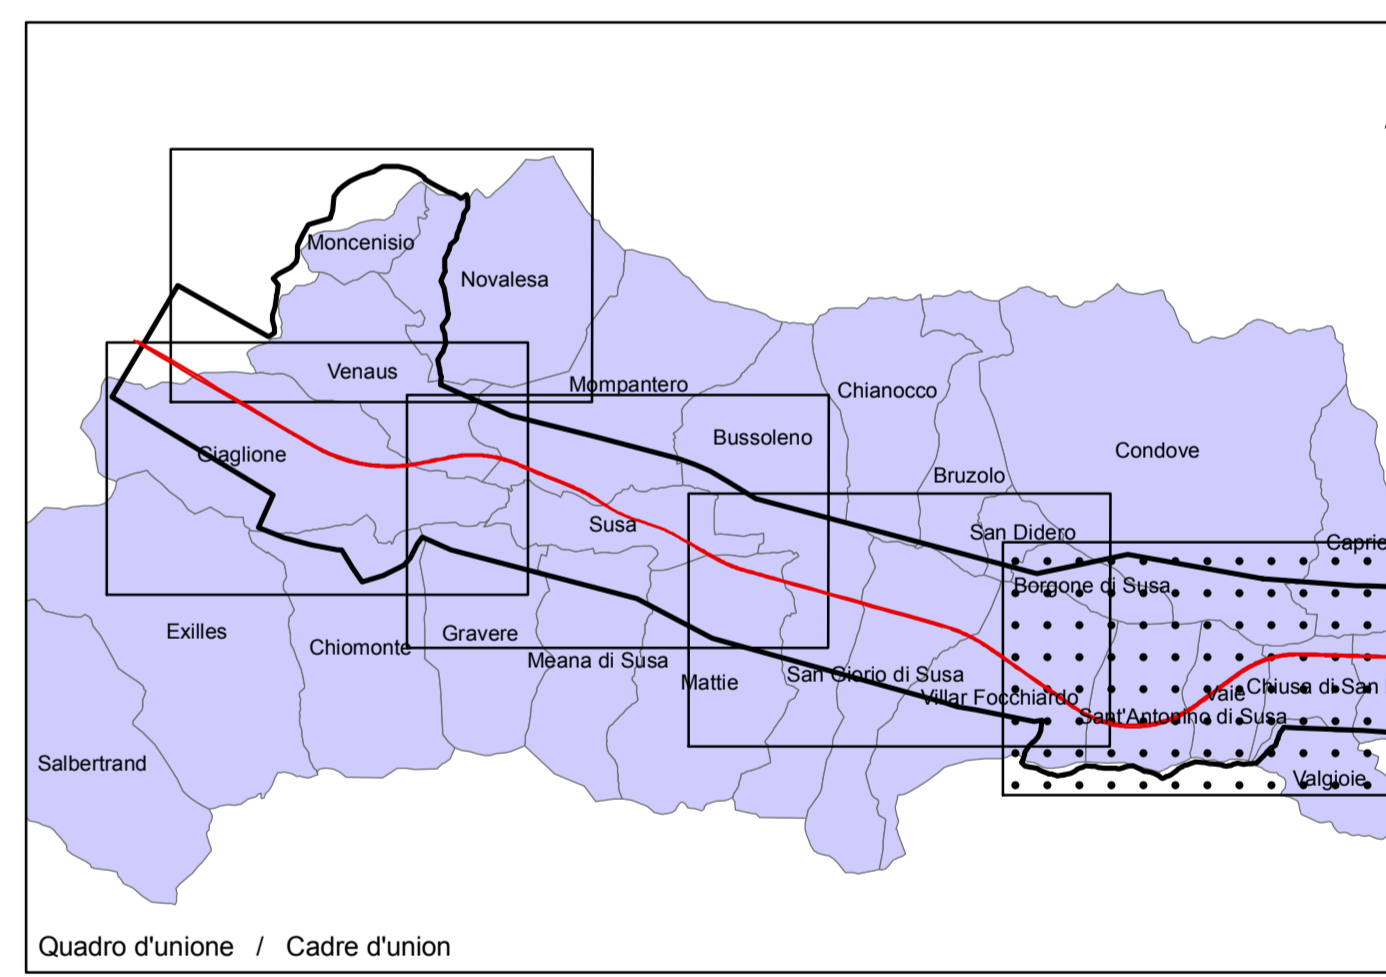 Moncenisio
Novalesa
Venaus
Mompantero
Chianocco
Bussoleno
Giaglione
Condove
Bruzolo
Susa
San Didero
Caprie
Borgone di Susa
Exilles
Gravere
Chiomonte
Meana di Susa
San Giorio di Susa
Mattie
Chiusa di San
Vaie
Villar Focchiardo
Sant'Antonino di Susa
Salbertrand
Valgioie
Quadro d'unione / Cadre d'union